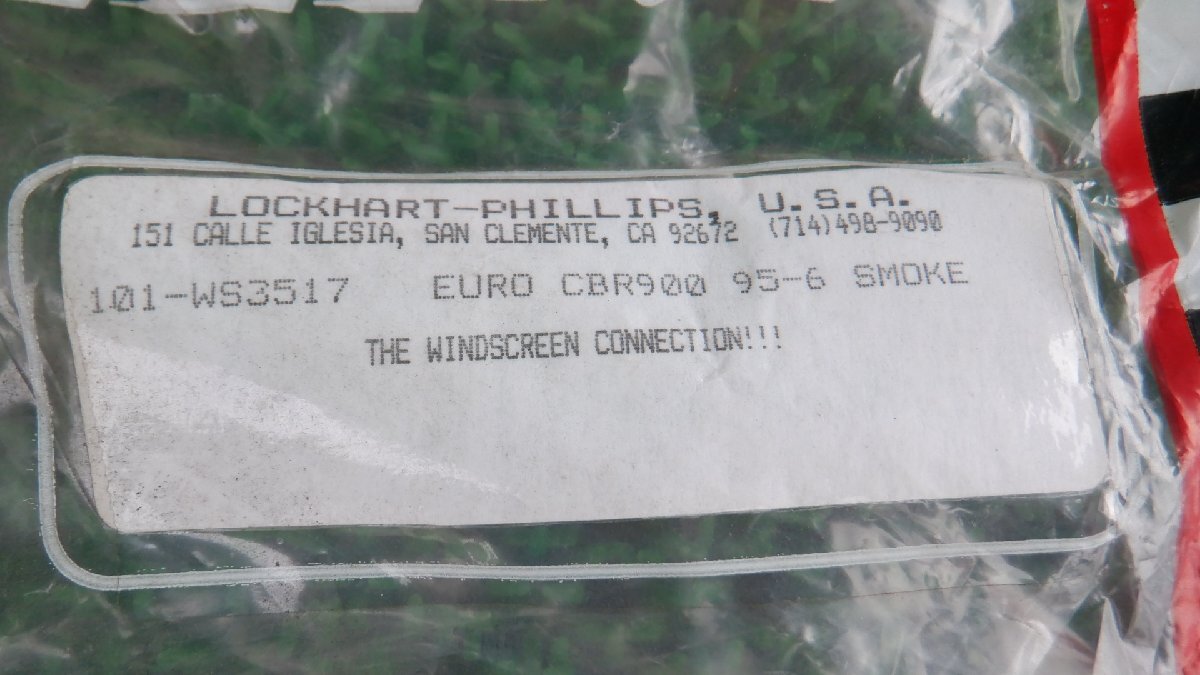 LOCKHART-PHILLIPS, U.S.A.
151 CALLE IGLESIA, SAN CLEMENTE, CA 92672 (714)498-9090
101-WS3517 EURO CBR900 95-6 SMOKE
THE WINDSCREEN CONNECTION!!!